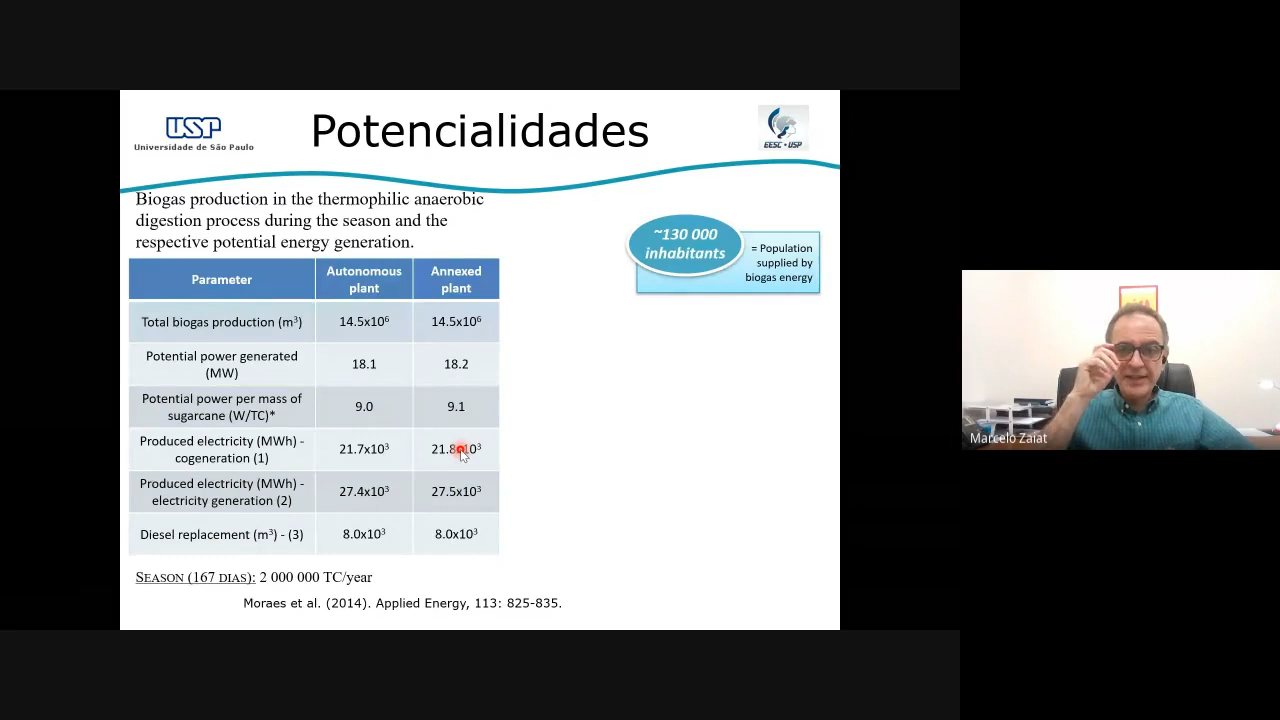 USP
Universidade de São Paulo
Potencialidades
EESC • USP
Biogas production in the thermophilic anaerobic
digestion process during the season and the
respective potential energy generation.
~130 000
inhabitants
= Population
supplied by
biogas energy
Parameter
Autonomous
plant
Annexed
plant
Total biogas production (m³)
14.5x10⁶
14.5x10⁶
Potential power generated
(MW)
18.1
18.2
Potential power per mass of
sugarcane (W/TC)*
9.0
9.1
Produced electricity (MWh) -
cogeneration (1)
21.7x10³
21.8x10³
Produced electricity (MWh) -
electricity generation (2)
27.4x10³
27.5x10³
Diesel replacement (m³) - (3)
8.0x10³
8.0x10³
SEASON (167 DIAS): 2 000 000 TC/year
Moraes et al. (2014). Applied Energy, 113: 825-835.
Marcelo Zaiat